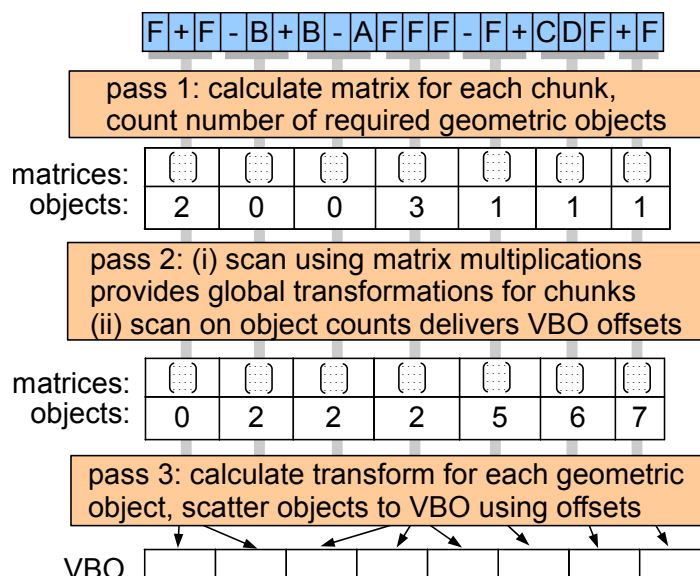 F + F - B + B - A F F F - F + C D F + F
pass 1: calculate matrix for each chunk,
count number of required geometric objects
matrices:
objects: 2 0 0 3 1 1 1
pass 2: (i) scan using matrix multiplications
provides global transformations for chunks
(ii) scan on object counts delivers VBO offsets
matrices:
objects: 0 2 2 2 5 6 7
pass 3: calculate transform for each geometric
object, scatter objects to VBO using offsets
VBO